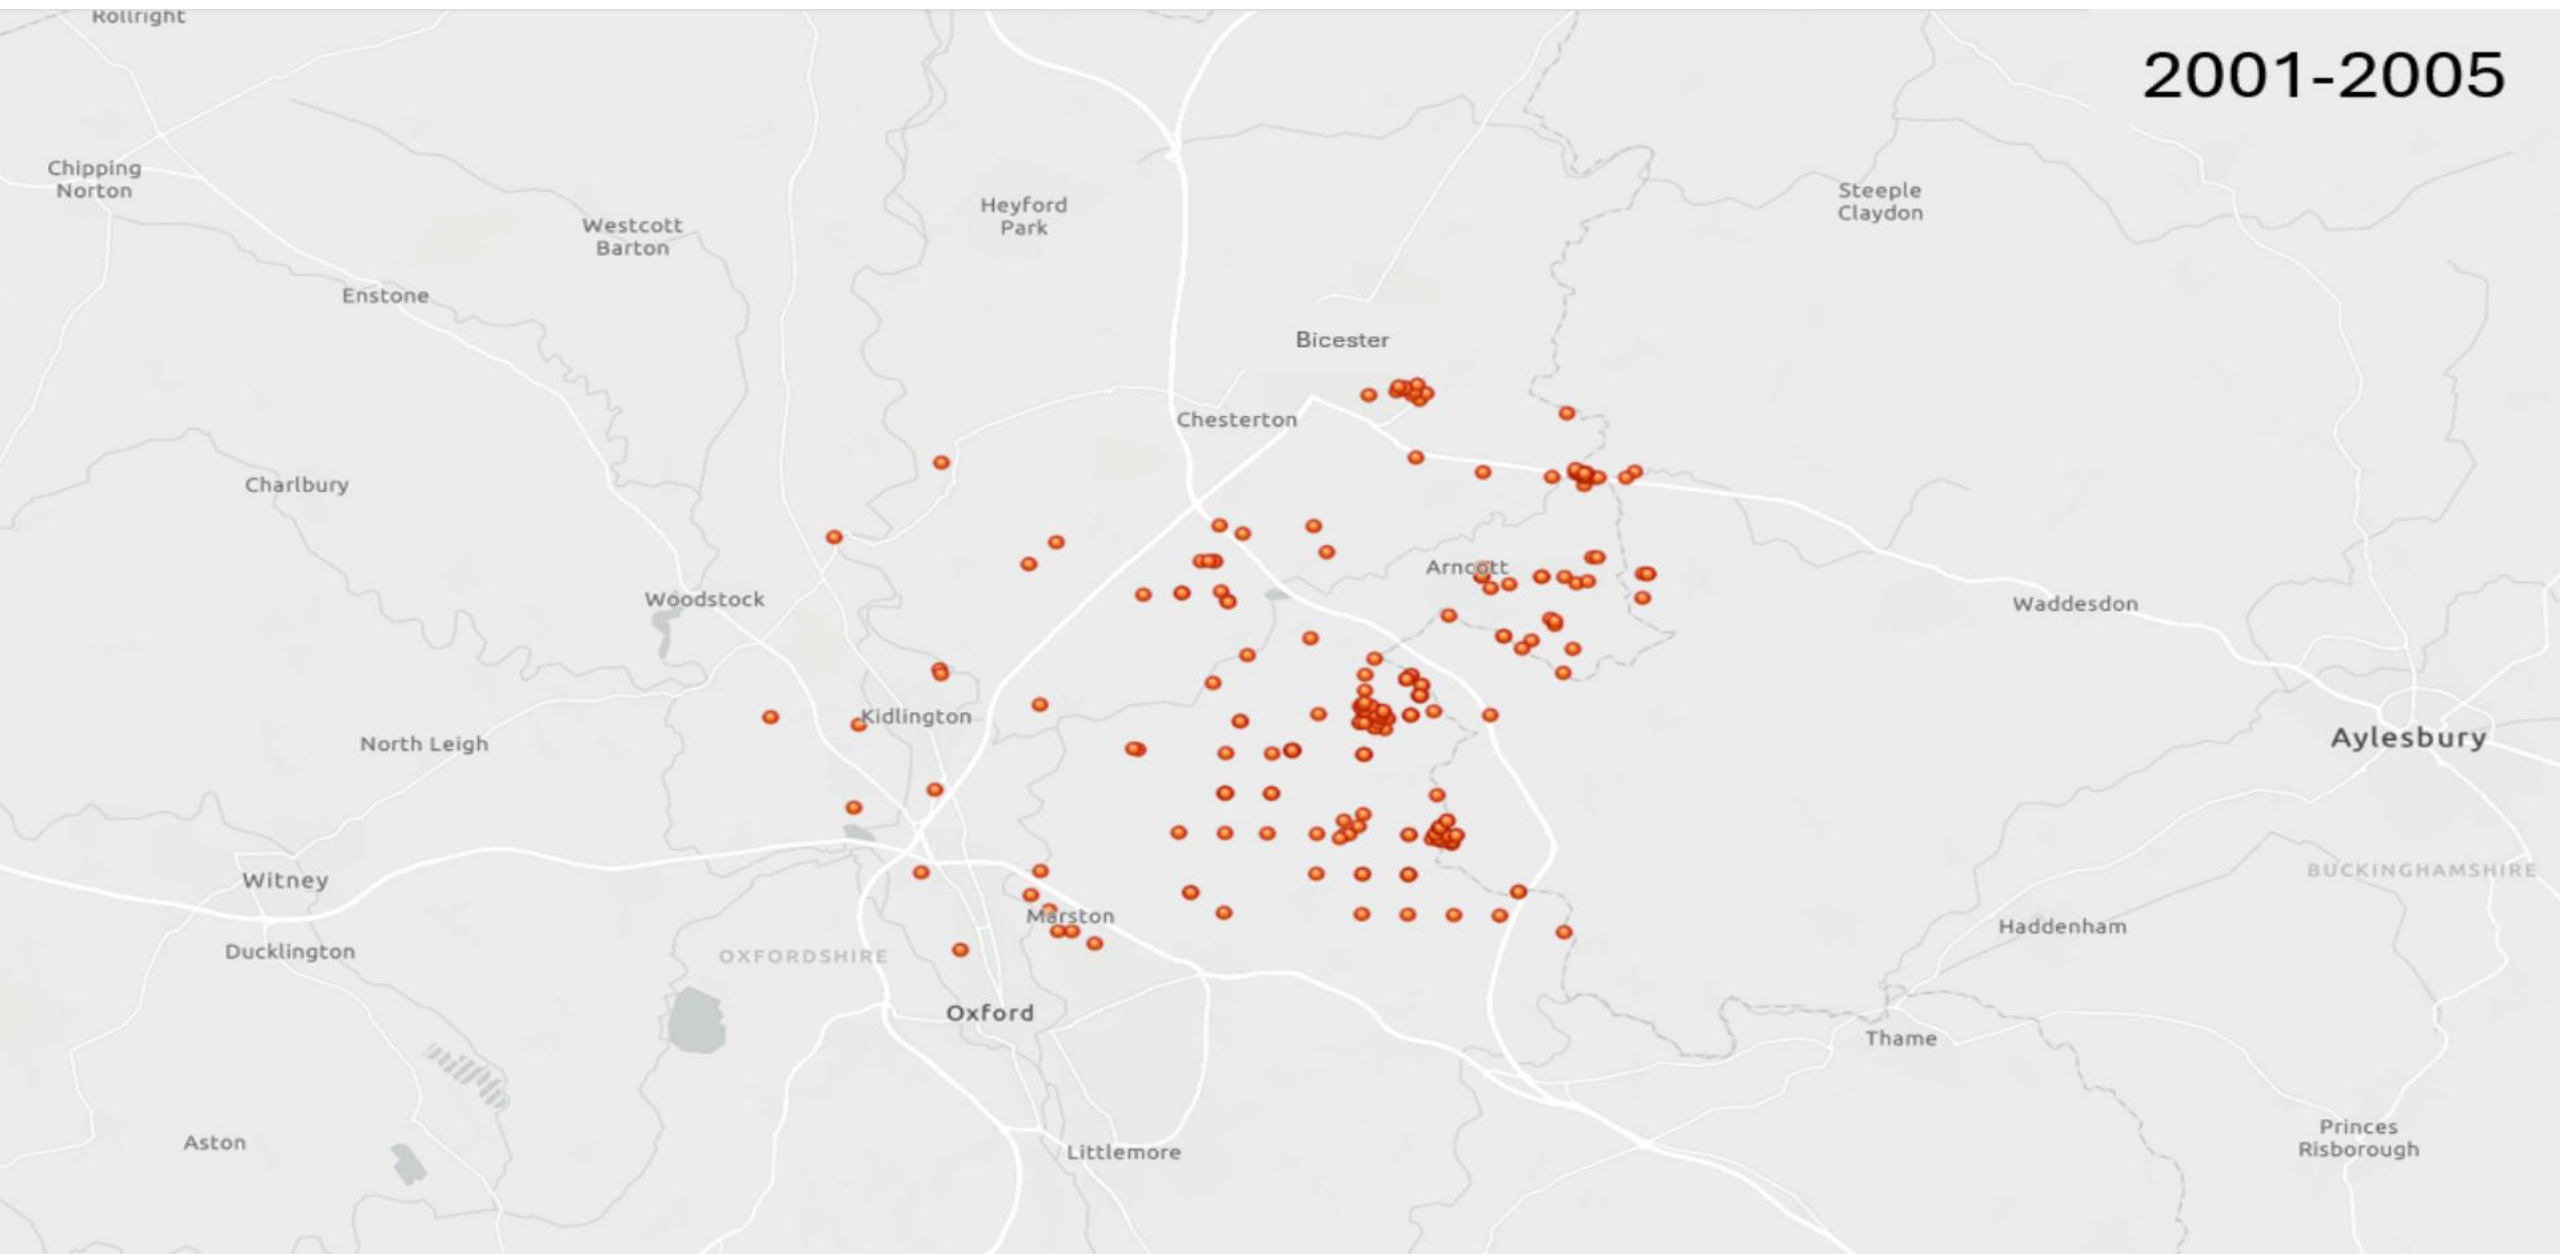 Rollright
2001-2005
Chipping
Norton
Steeple
Claydon
Heyford
Park
Westcott
Barton
Enstone
Bicester
Chesterton
Charlbury
Arncott
Woodstock
Waddesdon
Kidlington
North Leigh
Aylesbury
BUCKINGHAMSHIRE
Witney
Marston
Haddenham
Ducklington
OXFORDSHIRE
Oxford
Thame
Princes
Risborough
Aston
Littlemore